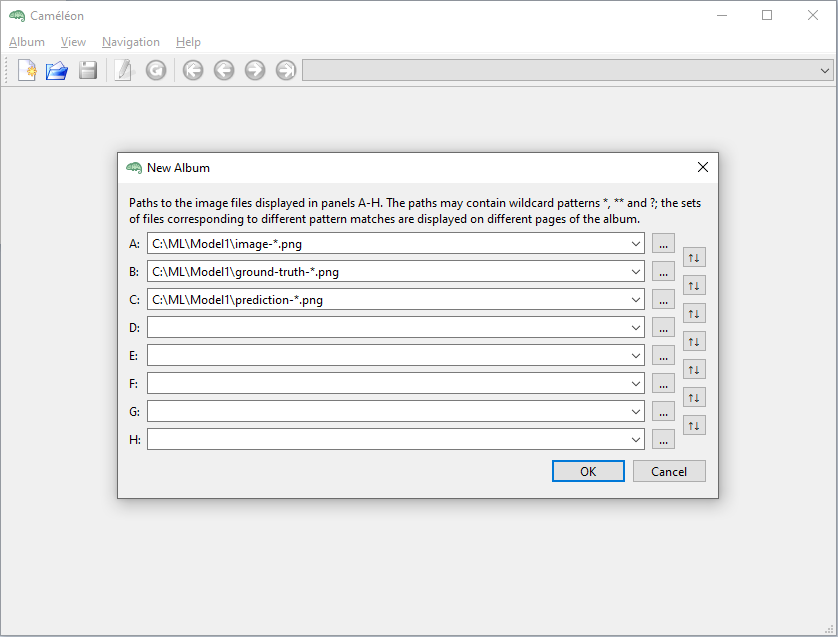 Caméléon
Album View Navigation Help
New Album
Paths to the image files displayed in panels A-H. The paths may contain wildcard patterns *, ** and ?; the sets
of files corresponding to different pattern matches are displayed on different pages of the album.
A: C:\ML\Model1\image-*.png ...
B: C:\ML\Model1\ground-truth-*.png ...
C: C:\ML\Model1\prediction-*.png ...
D: ...
E: ...
F: ...
G: ...
H: ...
OK Cancel